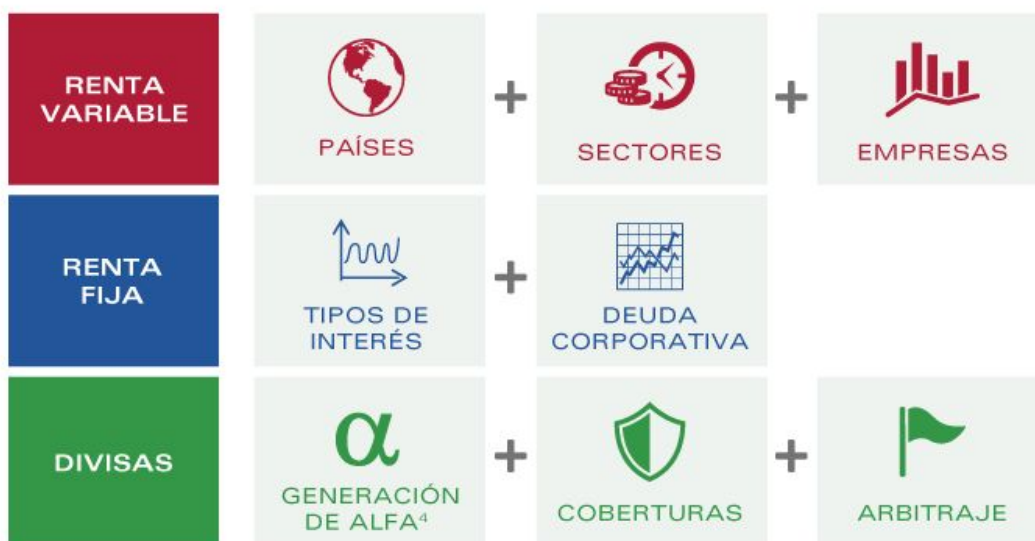 RENTA
VARIABLE
PAÍSES
+
SECTORES
+
EMPRESAS
RENTA
FIJA
TIPOS DE
INTERÉS
+
DEUDA
CORPORATIVA
DIVISAS
α
GENERACIÓN
DE ALFA⁴
+
COBERTURAS
+
ARBITRAJE